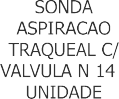 SONDA
ASPIRACAO
TRAQUEAL C/
VALVULA N 14
UNIDADE